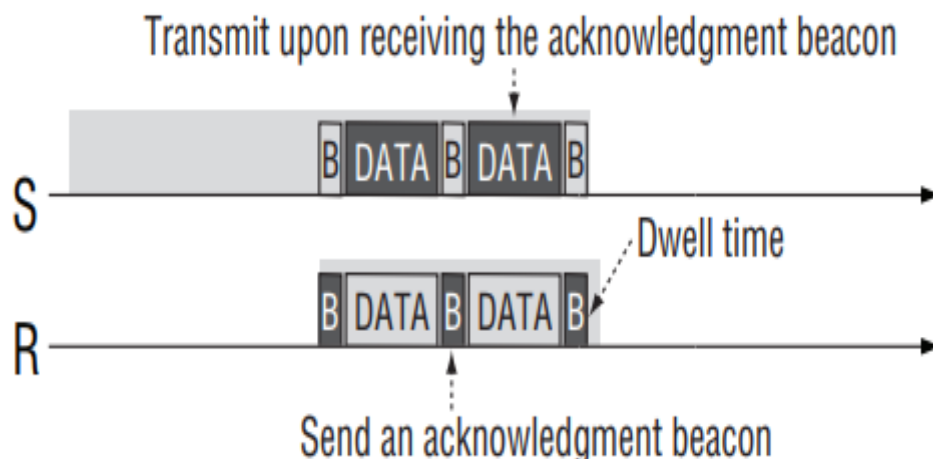 Transmit upon receiving the acknowledgment beacon
B DATA B DATA B
S
Dwell time
B DATA B DATA B
R
Send an acknowledgment beacon